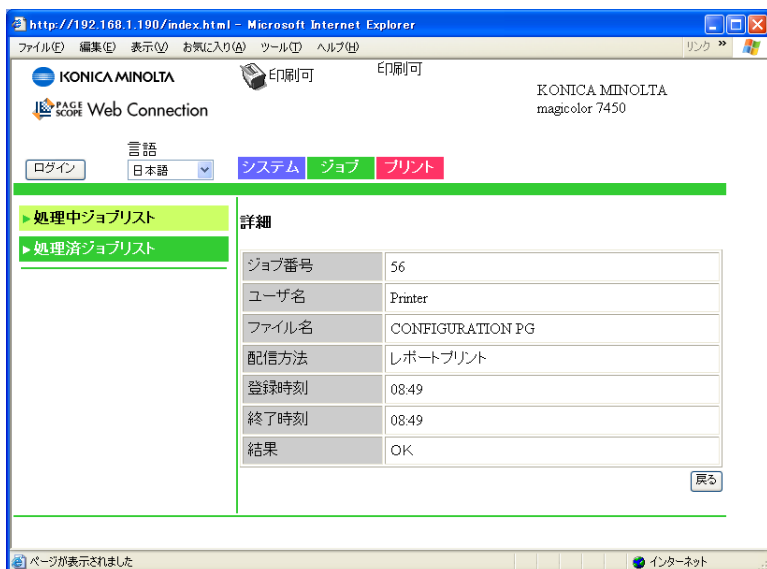 http://192.168.1.190/index.html - Microsoft Internet Explorer
ファイル(F) 編集(E) 表示(V) お気に入り(A) ツール(T) ヘルプ(H) リンク »
KONICA MINOLTA
印刷可
印刷可
KONICA MINOLTA
magicolor 7450
PAGE SCOPE Web Connection
言語
ログイン 日本語 システム ジョブ プリント
処理中ジョブリスト
処理済ジョブリスト
詳細
ジョブ番号 56
ユーザ名 Printer
ファイル名 CONFIGURATION PG
配信方法 レポートプリント
登録時刻 08:49
終了時刻 08:49
結果 OK
戻る
ページが表示されました インターネット